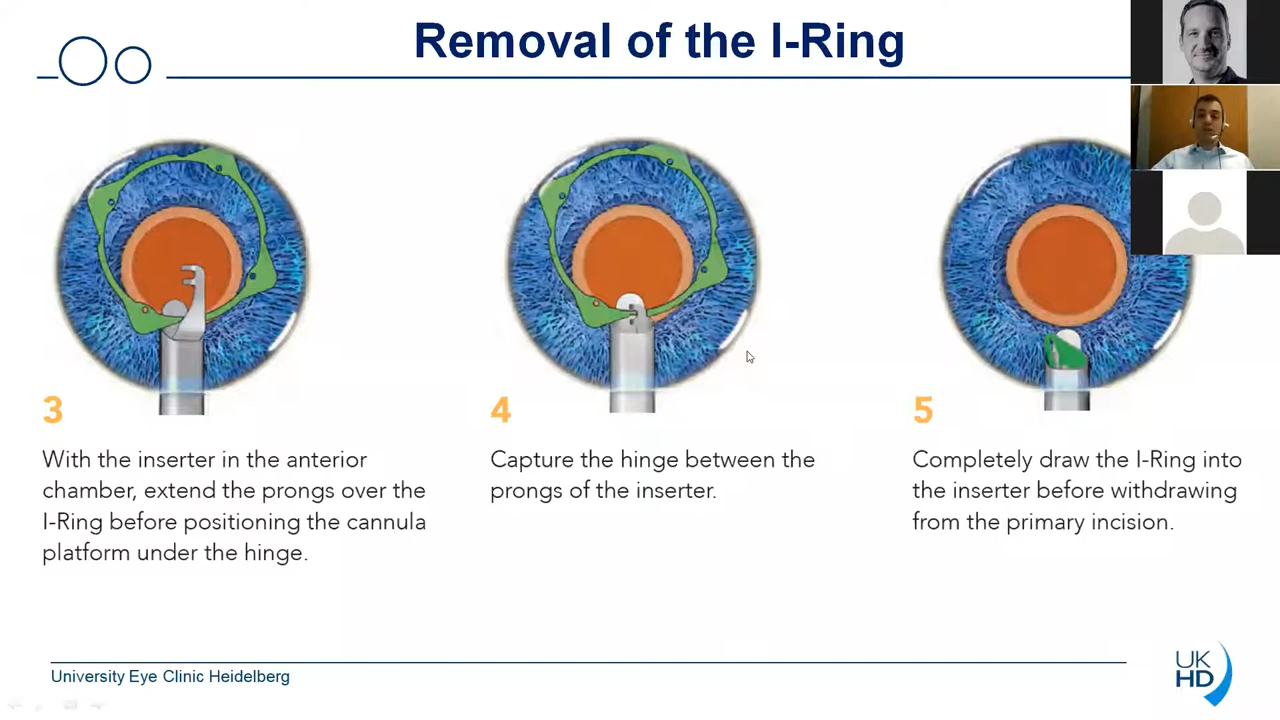 Removal of the I-Ring
3
With the inserter in the anterior
chamber, extend the prongs over the
I-Ring before positioning the cannula
platform under the hinge.
4
Capture the hinge between the
prongs of the inserter.
5
Completely draw the I-Ring into
the inserter before withdrawing
from the primary incision.
University Eye Clinic Heidelberg
UK
HD